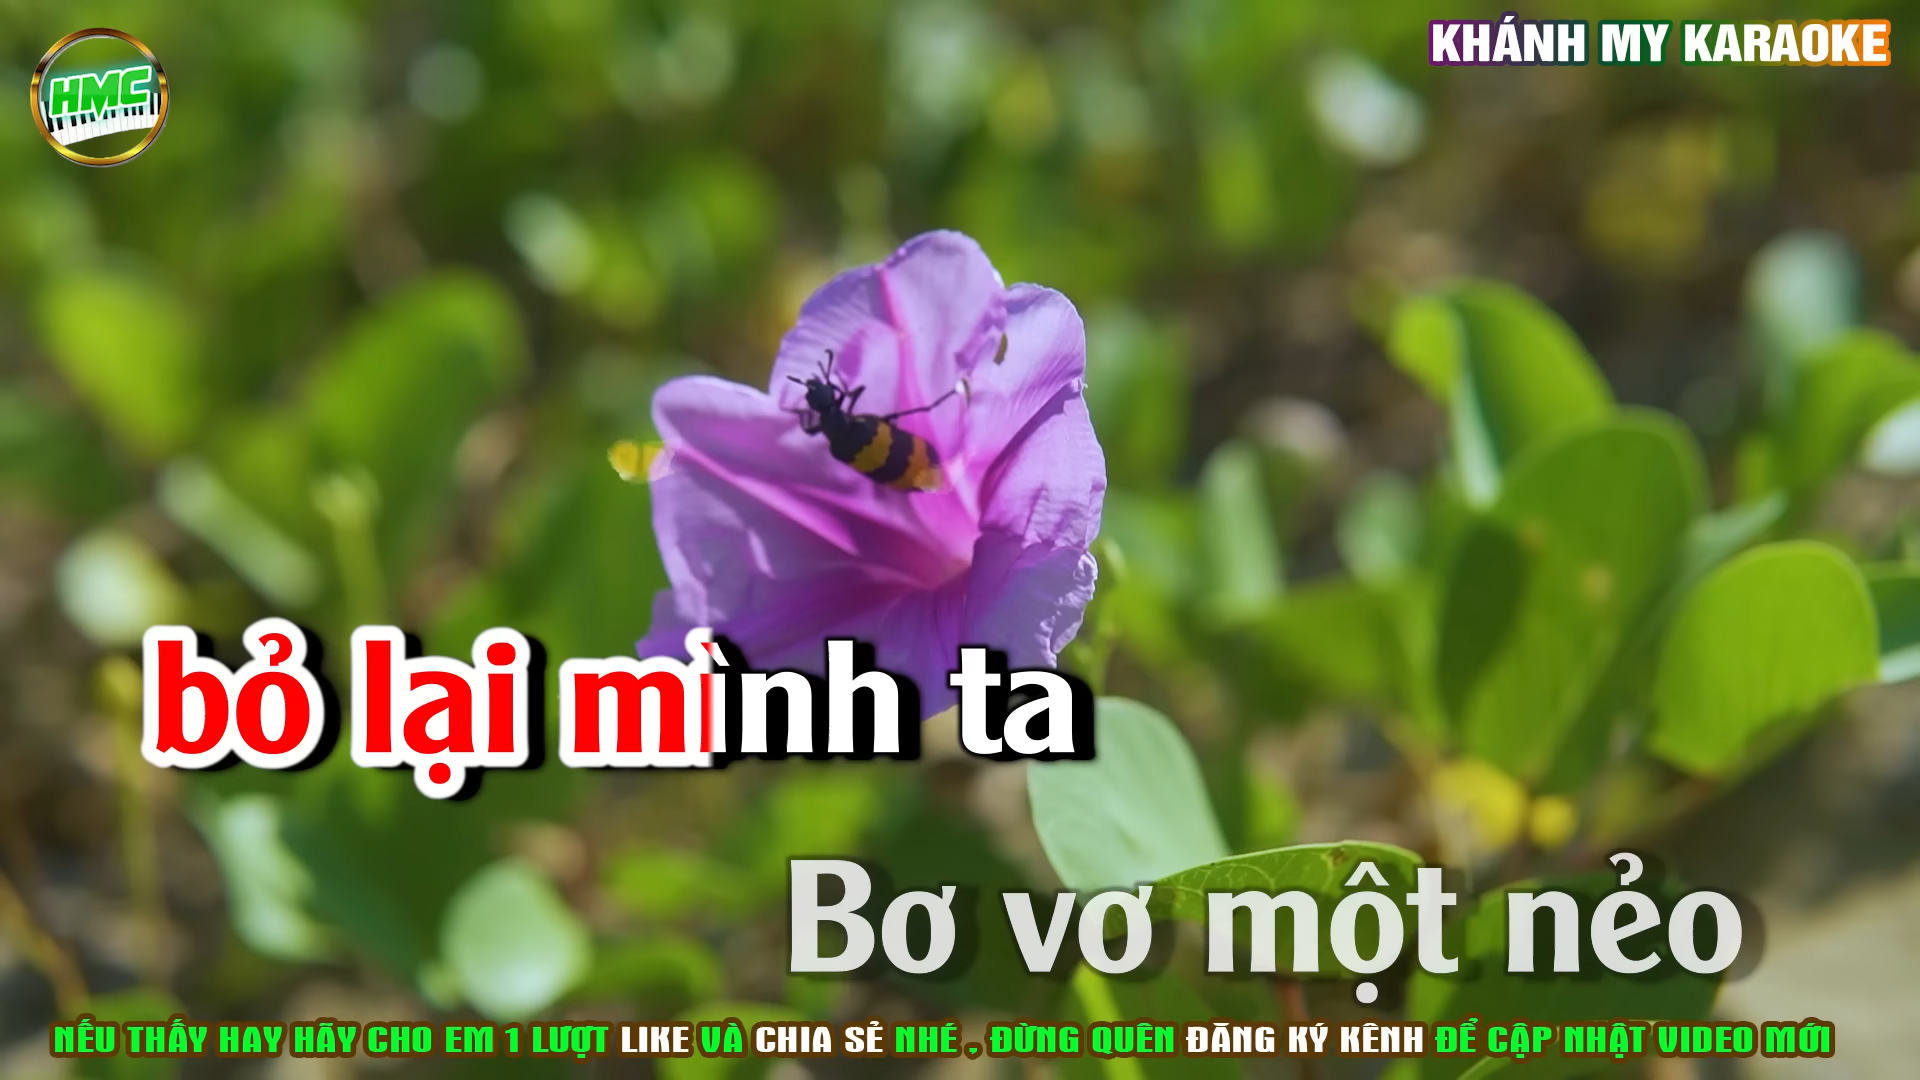 KHÁNH MY KARAOKE
HMC
bỏ lại mình ta
Bơ vơ một nẻo
NẾU THẤY HAY HÃY CHO EM 1 LƯỢT LIKE VÀ CHIA SẺ NHÉ , ĐỪNG QUÊN ĐĂNG KÝ KÊNH ĐỂ CẬP NHẬT VIDEO MỚI